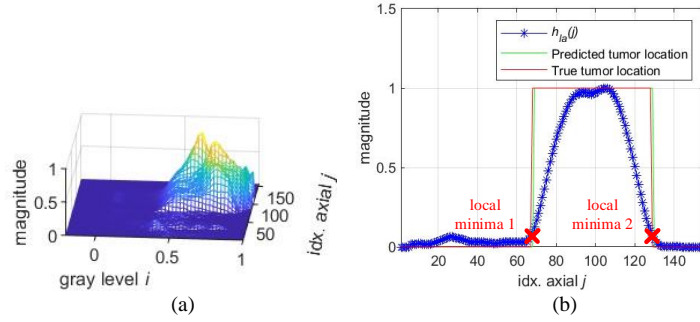 magnitude
1
0.5
0
0
0.5
1
gray level i
50
100
150
idx. axial j
(a)
(b)
magnitude
1.5
1
0.5
0
h_la(j)
Predicted tumor location
True tumor location
local
minima 1
local
minima 2
20 40 60 80 100 120 140
idx. axial j